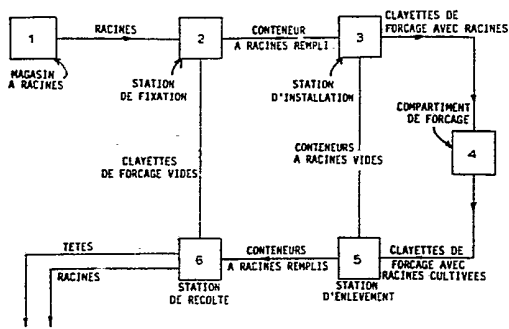 RACINES
CONTENEUR
A RACINES REMPLI
CLAYETTES DE
FORCAGE AVEC RACINES
1
2
3
MAGASIN
A RACINES
STATION
DE FIXATION
STATION
D'INSTALLATION
COMPARTIMENT
DE FORCAGE
4
CLAYETTES
DE FORCAGE VIDES
CONTENEURS
A RACINES VIDES
TETES
RACINES
6
CONTENEURS
A RACINES REMPLIS
5
CLAYETTES DE
FORCAGE AVEC
RACINES CULTIVEES
STATION
DE RECOLTE
STATION
D'ENLEVEMENT